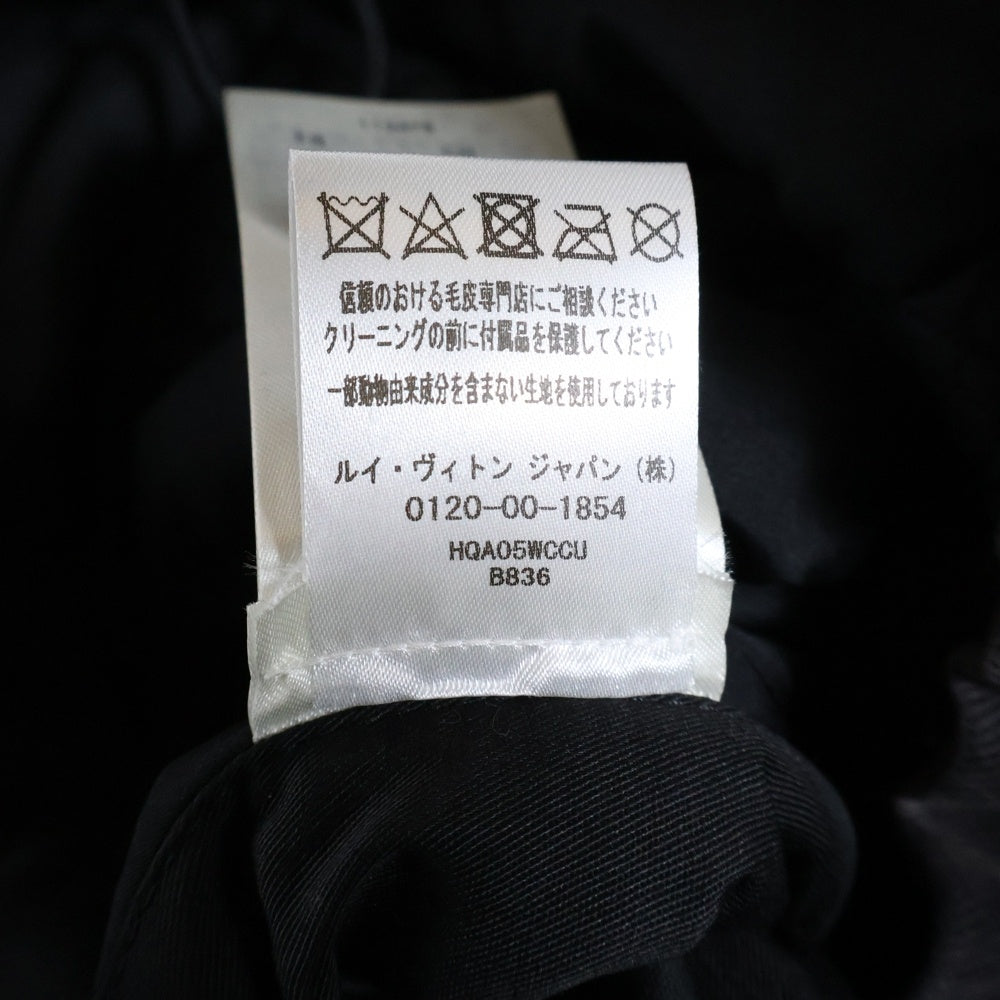 信頼のおける毛皮専門店にご相談ください
クリーニングの前に付属品を保護してください
一部動物由来成分を含まない生地を使用しております
ルイ・ヴィトン ジャパン（株）
0120-00-1854
HQA05WCCU
B836